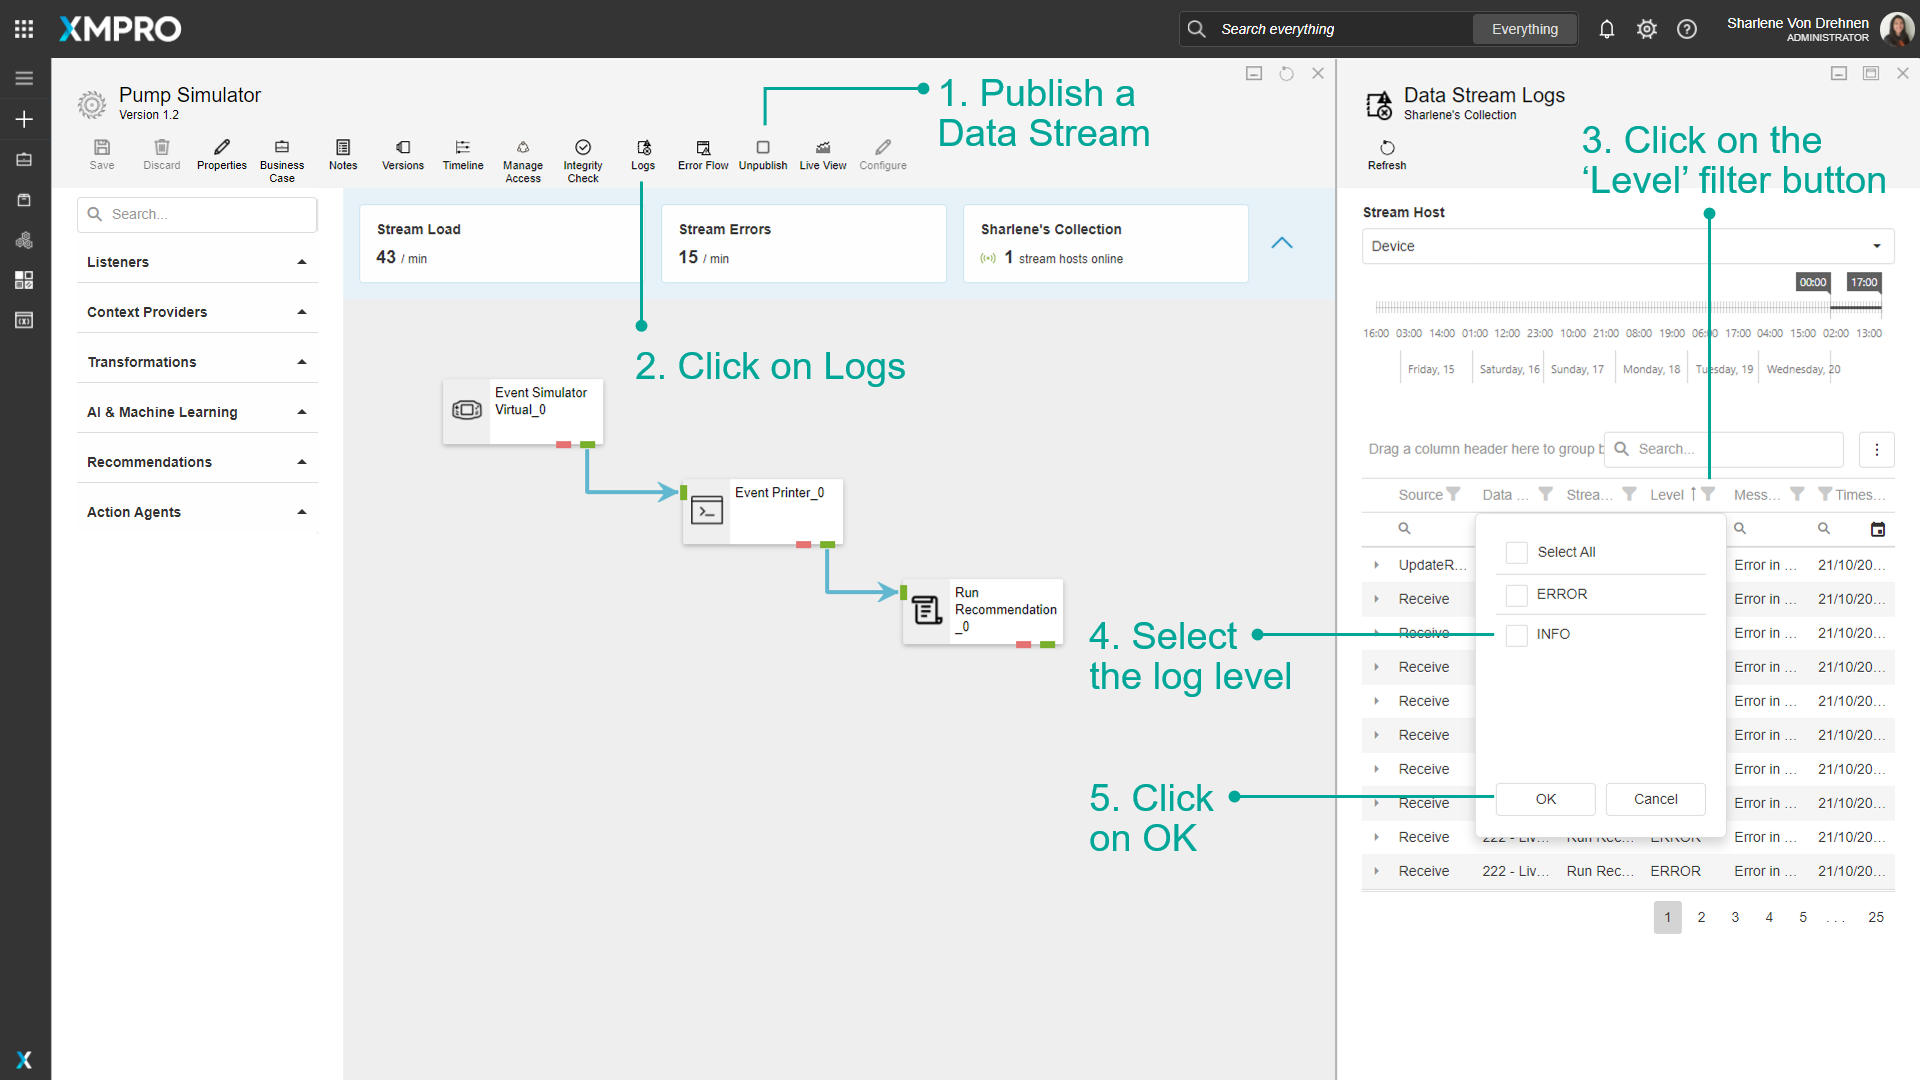 XMPRO
Search everything
Everything
Sharlene Von Drehnen
ADMINISTRATOR
Pump Simulator
Version 1.2
Save
Discard
Properties
Business
Case
Notes
Versions
Timeline
Manage
Access
Integrity
Check
Logs
Error Flow
Unpublish
Live View
Configure
1. Publish a
Data Stream
Search...
Listeners
Context Providers
Transformations
AI & Machine Learning
Recommendations
Action Agents
Stream Load
43 / min
Stream Errors
15 / min
Sharlene's Collection
1 stream hosts online
2. Click on Logs
Event Simulator
Virtual_0
Event Printer_0
Run
Recommendation
_0
4. Select
the log level
5. Click
on OK
Data Stream Logs
Sharlene's Collection
Refresh
3. Click on the
‘Level’ filter button
Stream Host
Device
00:00 17:00
16:00 03:00 14:00 01:00 12:00 23:00 10:00 21:00 08:00 19:00 06:00 17:00 04:00 15:00 02:00 13:00
Friday, 15 Saturday, 16 Sunday, 17 Monday, 18 Tuesday, 19 Wednesday, 20
Drag a column header here to group b
Search...
Source Data ... Strea... Level Mess... Times...
Select All
ERROR
INFO
OK Cancel
UpdateR... Error in ... 21/10/20...
Receive Error in ... 21/10/20...
Receive Error in ... 21/10/20...
Receive Error in ... 21/10/20...
Receive Error in ... 21/10/20...
Receive Error in ... 21/10/20...
Receive Error in ... 21/10/20...
Receive Error in ... 21/10/20...
Receive 222 - Liv... Run Rec... ERROR Error in ... 21/10/20...
Receive 222 - Liv... Run Rec... ERROR Error in ... 21/10/20...
1 2 3 4 5 ... 25